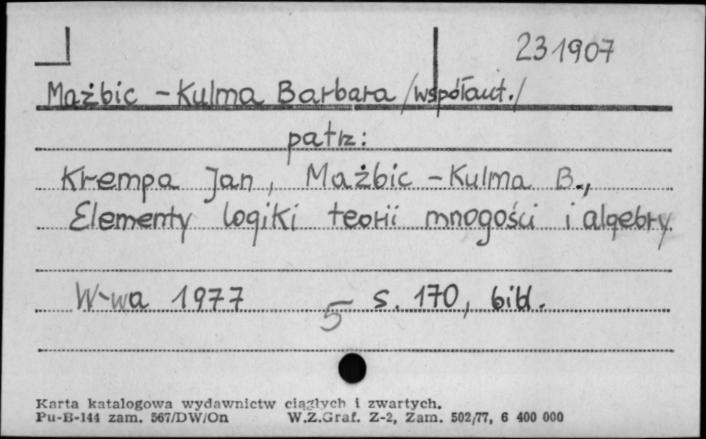 231907
Mażbic - Kulma Barbara /współaut./
patrz:
Krempa Jan, Mażbic - Kulma B.,
Elementy logiki teorii mnogości i algebry.
W-wa 1977 s. 170, bibl.
5
Karta katalogowa wydawnictw ciągłych i zwartych.
Pu-B-144 zam. 567/DW/On W.Z.Graf. Z-2, Zam. 502/77, 6 400 000